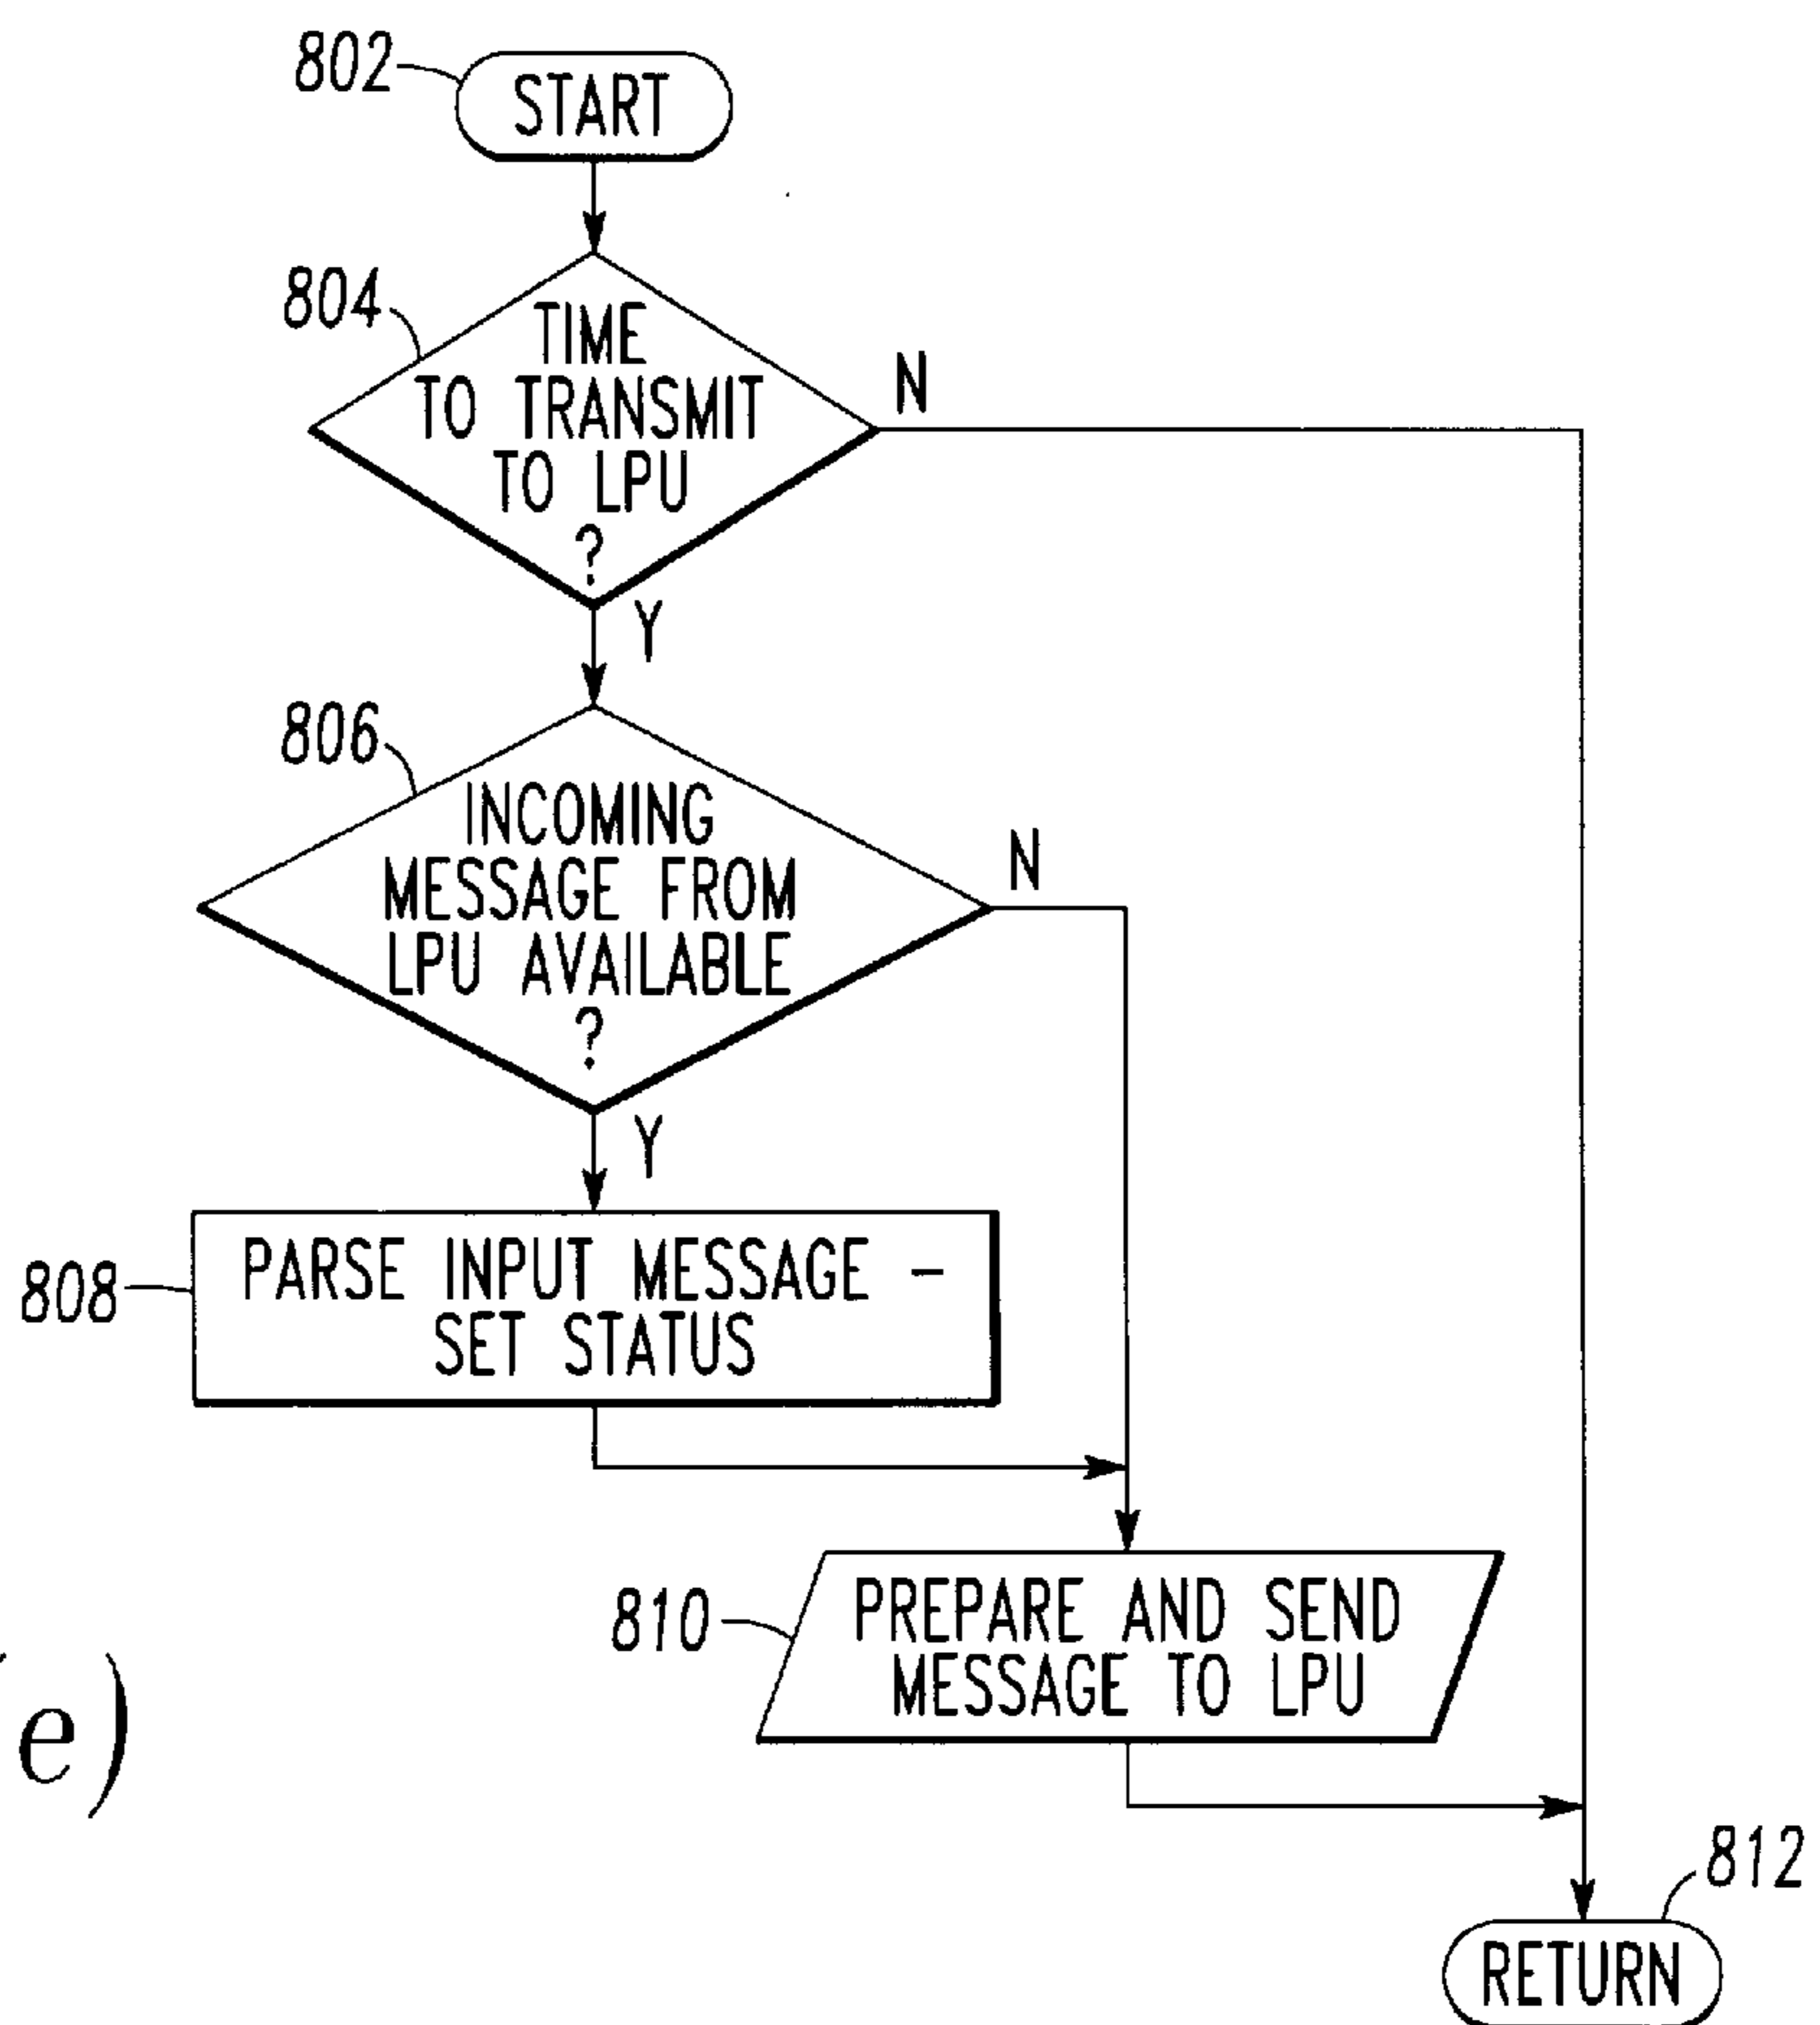 802
START
804
TIME
TO TRANSMIT
TO LPU
?
N
Y
806
INCOMING
MESSAGE FROM
LPU AVAILABLE
?
N
Y
808
PARSE INPUT MESSAGE –
SET STATUS
810
PREPARE AND SEND
MESSAGE TO LPU
e)
812
RETURN